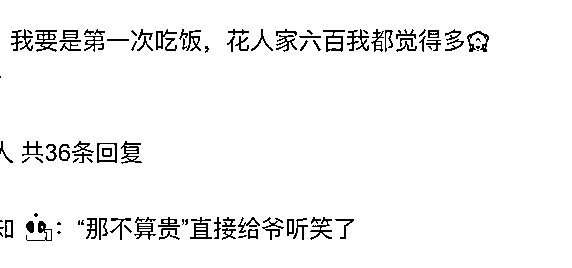 我要是第一次吃饭，花人家六百我都觉得多
人 共36条回复
知 ：“那不算贵”直接给爷听笑了